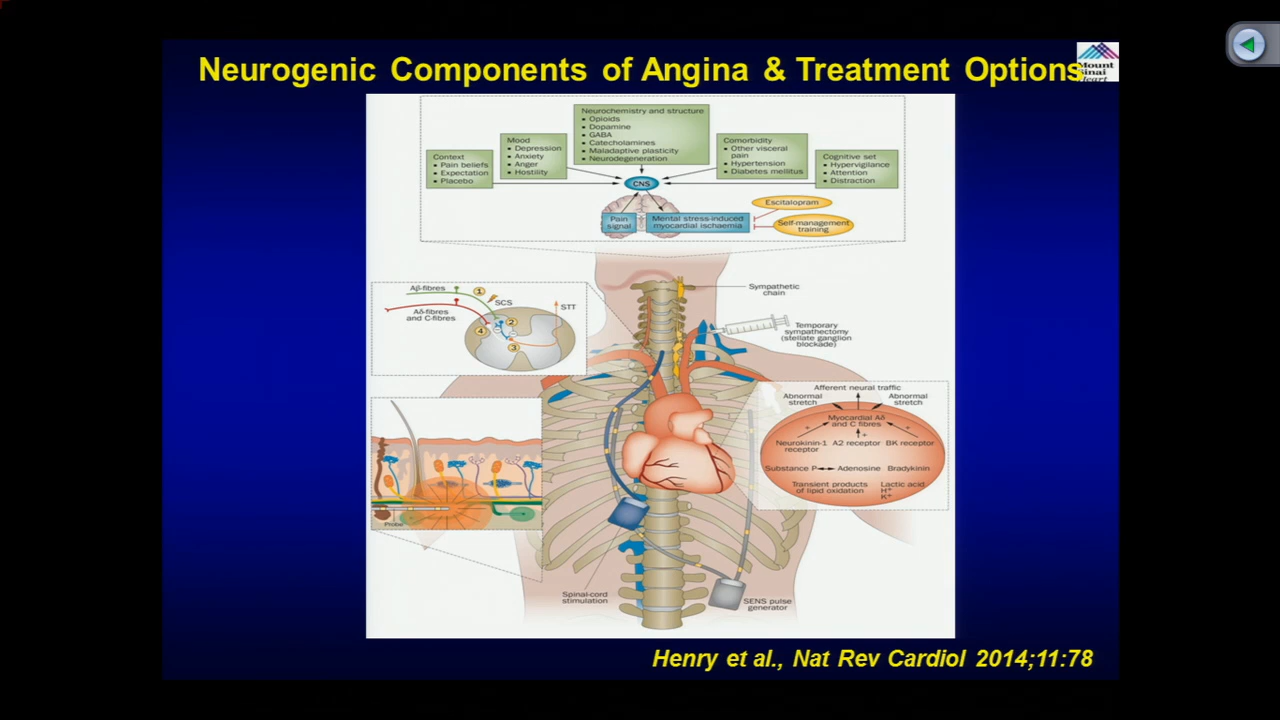 Neurogenic Components of Angina & Treatment Options
Mount
Sinai
Heart
Neurochemistry and structure
▪ Opioids
▪ Dopamine
▪ GABA
▪ Catecholamines
▪ Maladaptive plasticity
▪ Neurodegeneration
Mood
▪ Depression
▪ Anxiety
▪ Anger
▪ Hostility
Comorbidity
▪ Other visceral
pain
▪ Hypertension
▪ Diabetes mellitus
Context
▪ Pain beliefs
▪ Expectation
▪ Placebo
Cognitive set
▪ Hypervigilance
▪ Attention
▪ Distraction
CNS
Pain
signal
Mental stress-induced
myocardial ischaemia
Escitalopram
Self-management
training
Aβ-fibres
1
SCS
STT
Aδ-fibres
and C-fibres
2
4
3
Sympathetic
chain
Temporary
sympathectomy
(stellate ganglion
blockade)
Afferent neural traffic
Abnormal
stretch
Abnormal
stretch
Myocardial Aδ
and C fibres
+
+
+
Neurokinin-1
receptor
A2 receptor
BK receptor
Substance P
Adenosine
Bradykinin
Transient products
of lipid oxidation
Lactic acid
H⁺
K⁺
Probe
Spinal-cord
stimulation
SENS pulse
generator
Henry et al., Nat Rev Cardiol 2014;11:78